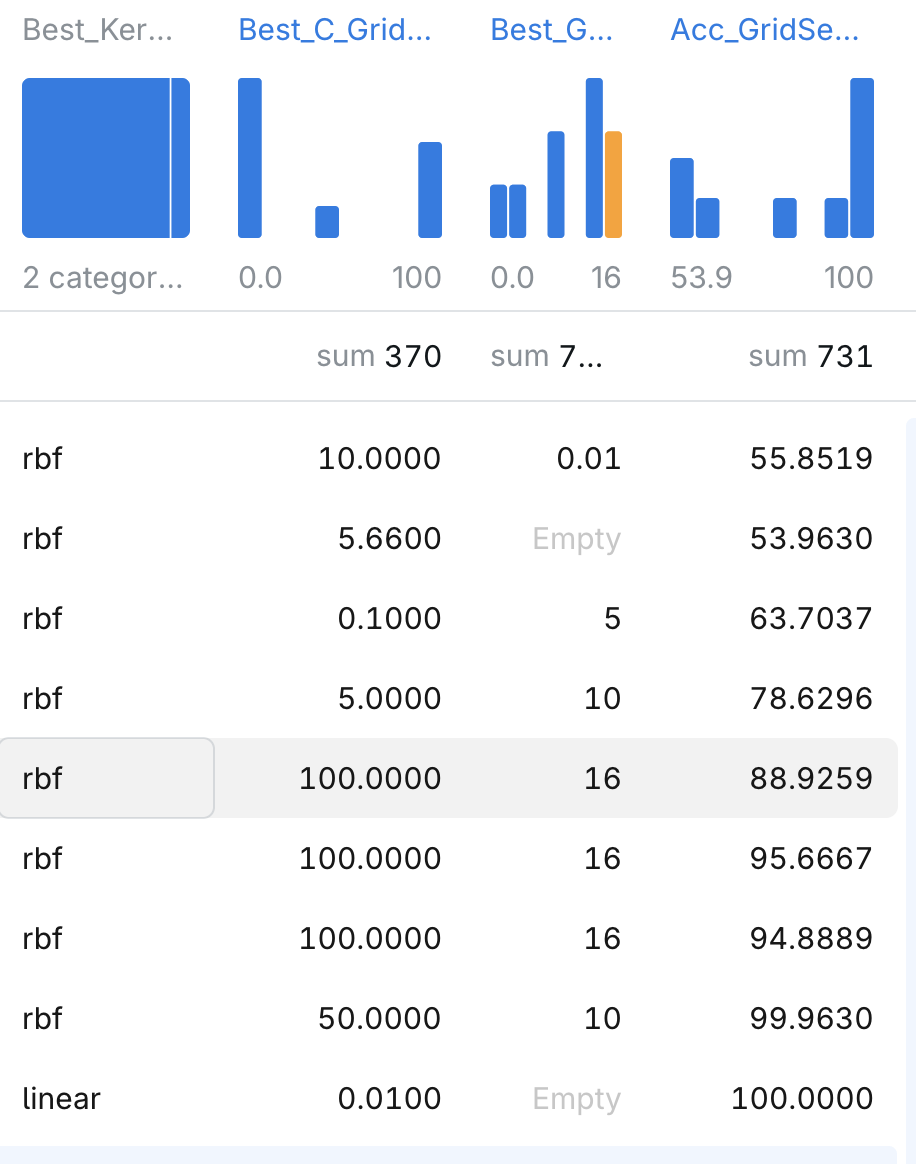 Best_Ker... Best_C_Grid... Best_G... Acc_GridSe...
2 categor... 0.0 100 0.0 16 53.9 100
sum 370 sum 7... sum 731
rbf 10.0000 0.01 55.8519
rbf 5.6600 Empty 53.9630
rbf 0.1000 5 63.7037
rbf 5.0000 10 78.6296
rbf 100.0000 16 88.9259
rbf 100.0000 16 95.6667
rbf 100.0000 16 94.8889
rbf 50.0000 10 99.9630
linear 0.0100 Empty 100.0000